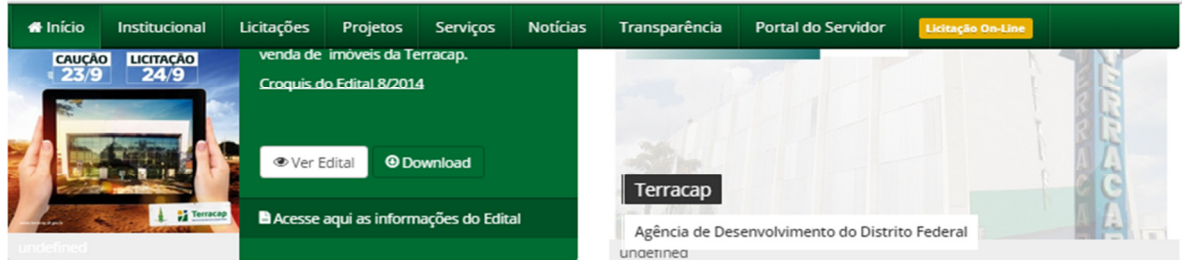 Início Institucional Licitações Projetos Serviços Notícias Transparência Portal do Servidor Licitação On-Line
CAUÇÃO LICITAÇÃO
23/9 24/9
venda de imóveis da Terracap.
Croquis do Edital 8/2014
Ver Edital Download
Terracap
Acesse aqui as informações do Edital
undefined
TERRACAP
Terracap
Agência de Desenvolvimento do Distrito Federal
undefined